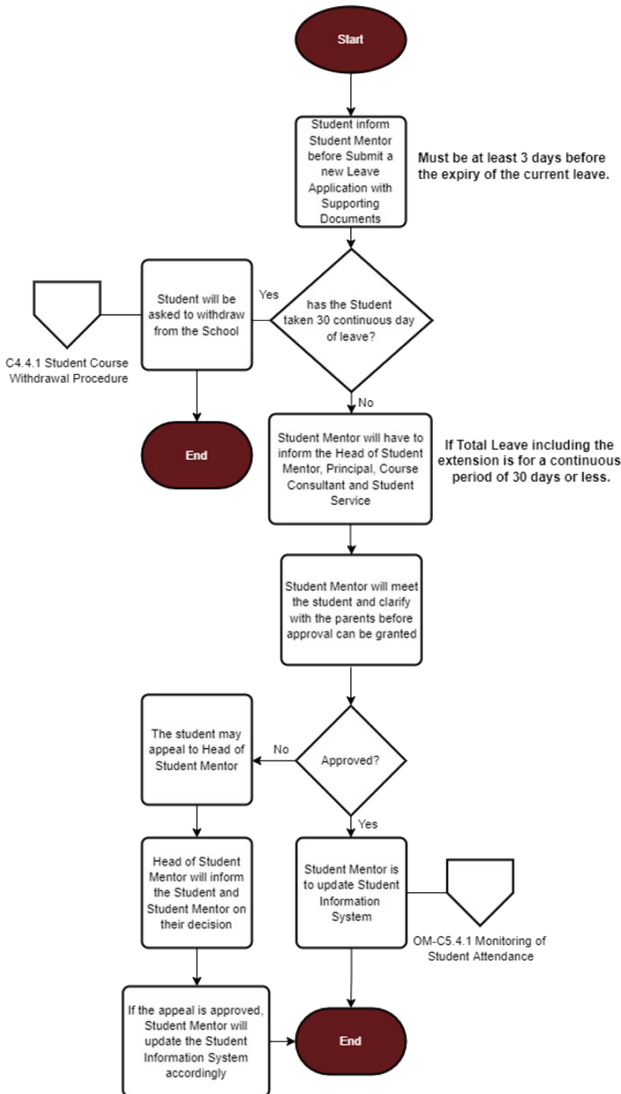 Start
Student inform
Student Mentor
before Submit a
new Leave
Application with
Supporting
Documents
Must be at least 3 days before
the expiry of the current leave.
has the Student
taken 30 continuous day
of leave?
Yes
Student will be
asked to withdraw
from the School
C4.4.1 Student Course
Withdrawal Procedure
End
No
Student Mentor will have to
inform the Head of Student
Mentor, Principal, Course
Consultant and Student
Service
If Total Leave including the
extension is for a continuous
period of 30 days or less.
Student Mentor will meet
the student and clarify
with the parents before
approval can be granted
Approved?
No
The student may
appeal to Head of
Student Mentor
Yes
Head of Student
Mentor will inform
the Student and
Student Mentor on
their decision
Student Mentor is
to update Student
Information
System
OM-C5.4.1 Monitoring of
Student Attendance
If the appeal is approved,
Student Mentor will
update the Student
Information System
accordingly
End